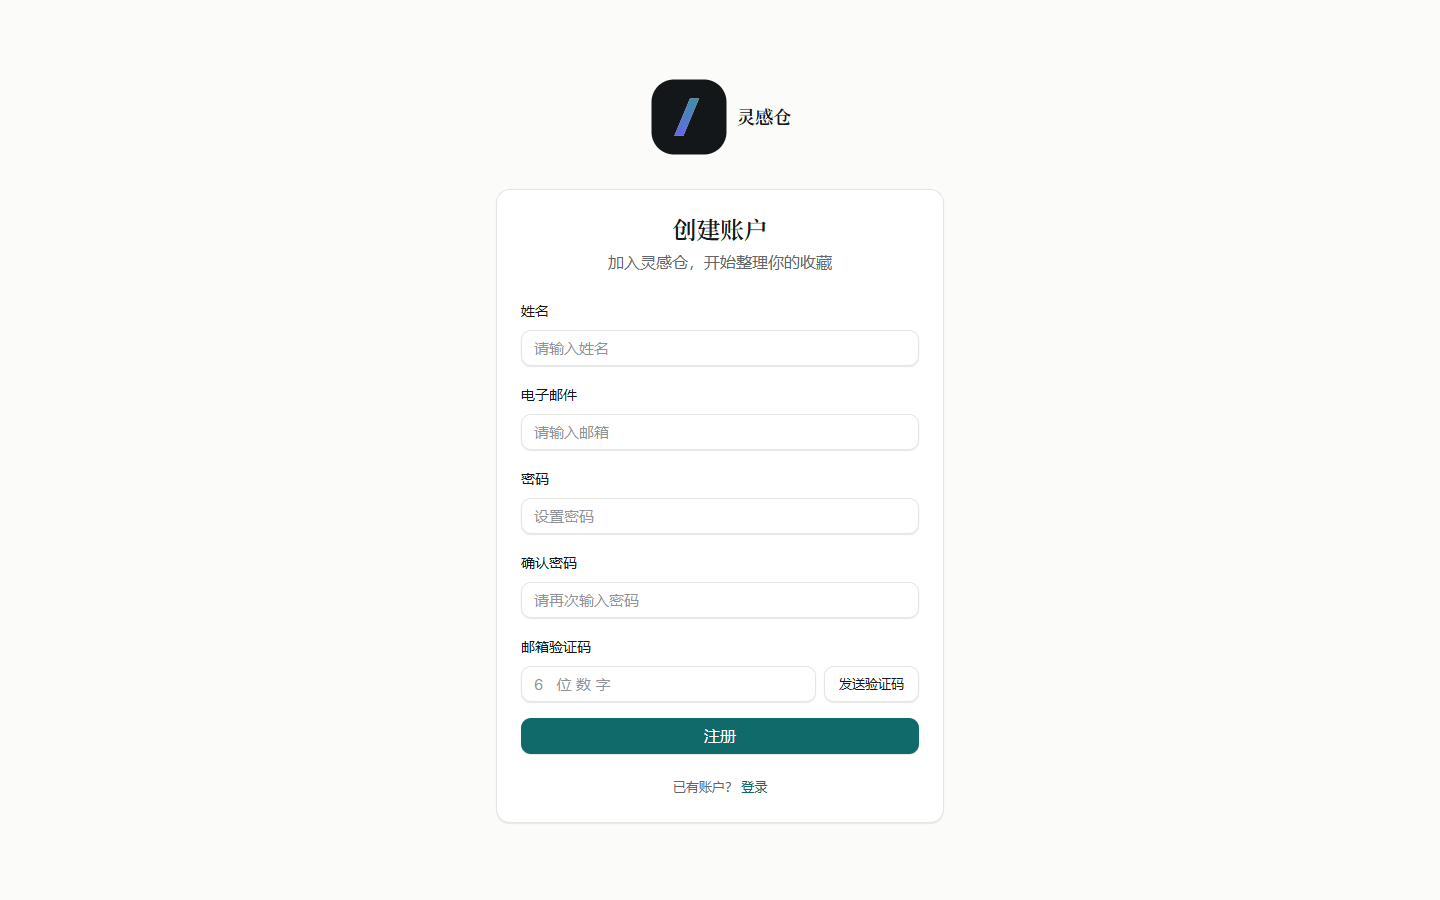 灵感仓
创建账户
加入灵感仓，开始整理你的收藏
姓名
请输入姓名
电子邮件
请输入邮箱
密码
设置密码
确认密码
请再次输入密码
邮箱验证码
6 位数字
发送验证码
注册
已有账户？ 登录